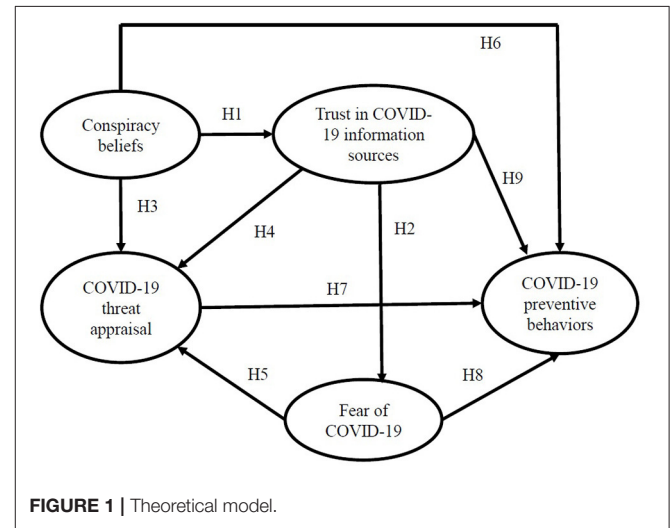 H6
Conspiracy
beliefs
H1
Trust in COVID-
19 information
sources
H9
H3
H4
H2
COVID-19
threat
appraisal
H7
COVID-19
preventive
behaviors
H5
H8
Fear of
COVID-19
FIGURE 1 | Theoretical model.